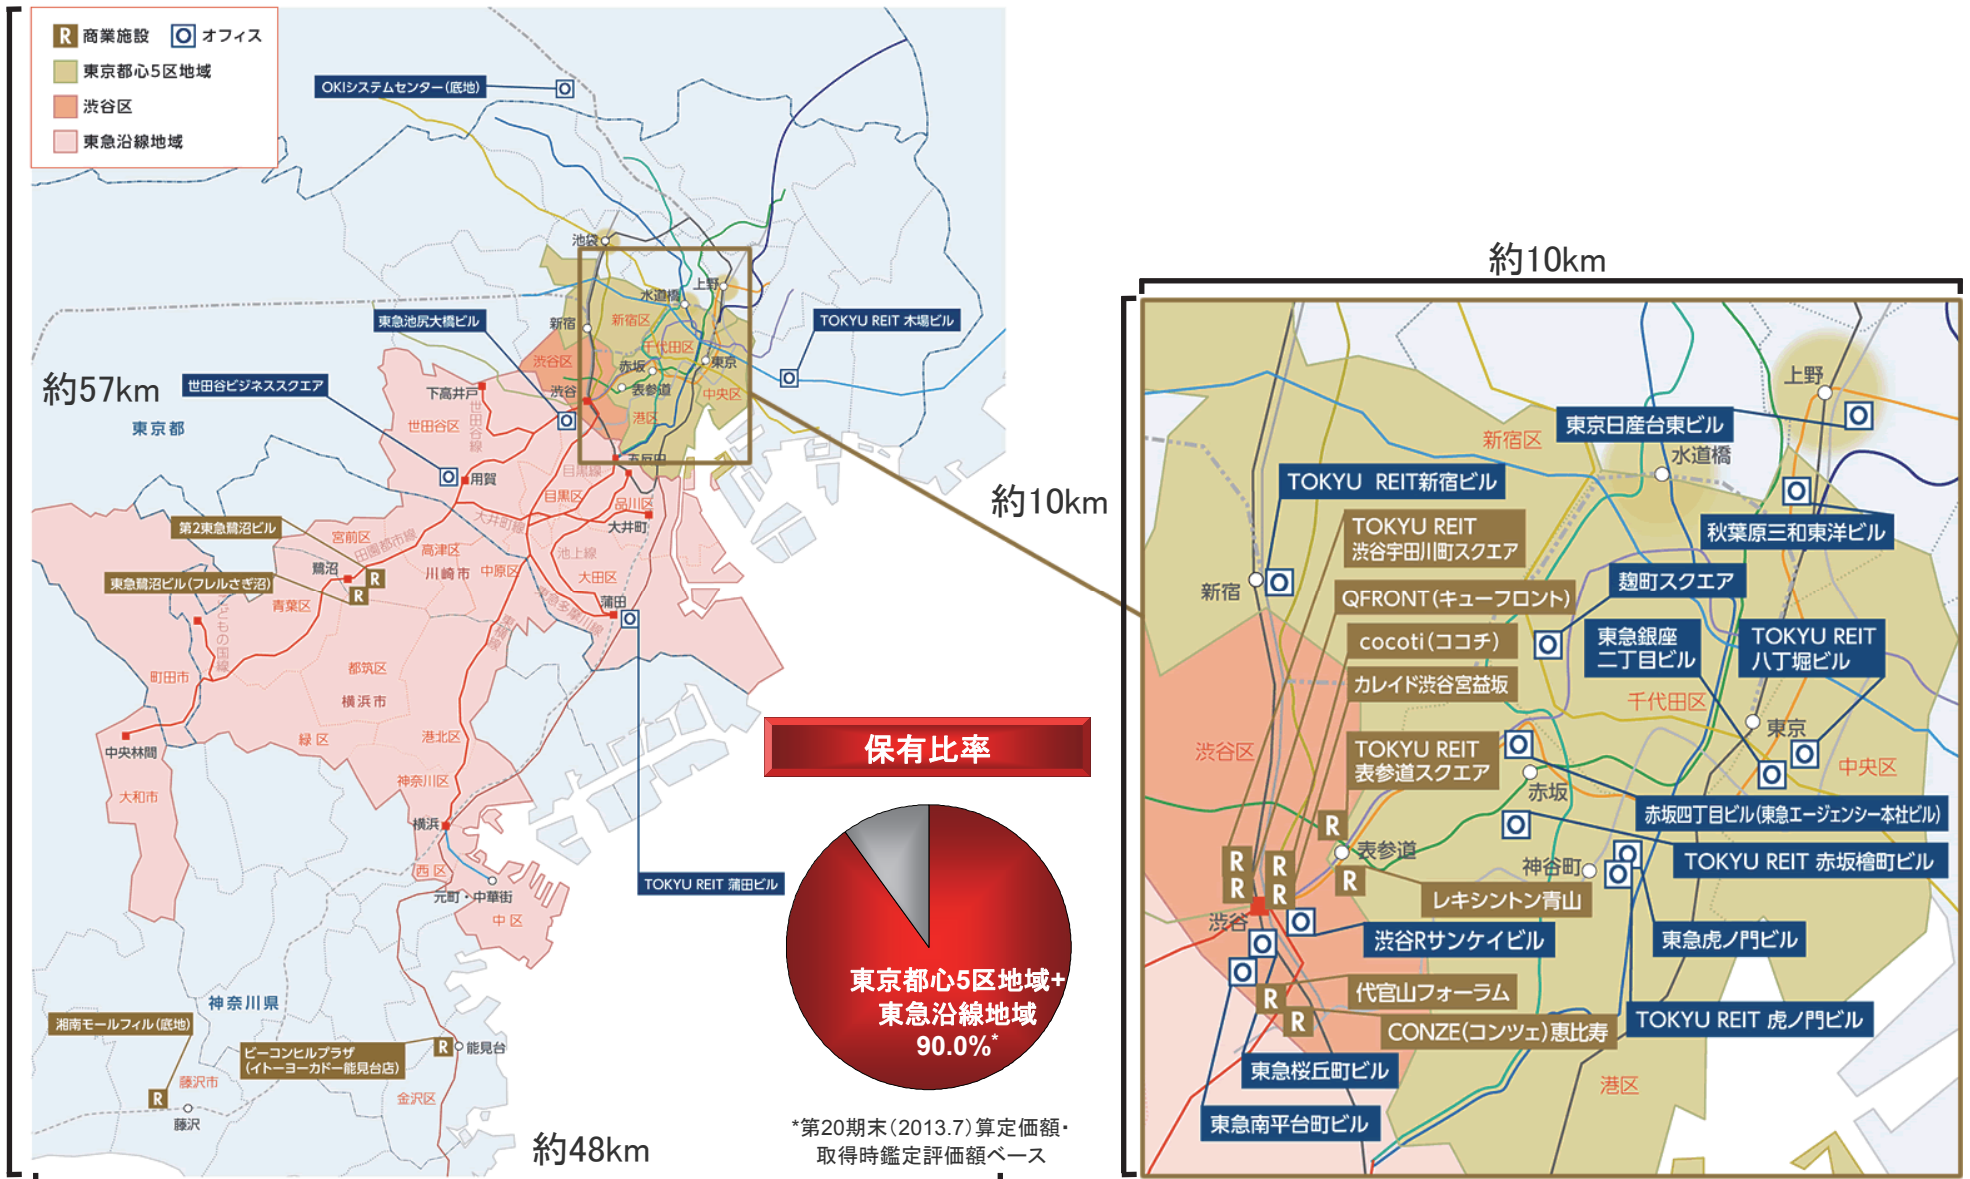 R 商業施設 オフィス
東京都心5区地域
渋谷区
東急沿線地域
OKIシステムセンター(底地)
池袋
上野
水道橋
新宿
新宿区
東急池尻大橋ビル
TOKYU REIT 木場ビル
千代田区
渋谷区
赤坂
東京
表参道
中央区
渋谷
港区
約57km
世田谷ビジネススクエア
東京都
下高井戸
世田谷線
世田谷区
五反田
目黒線
用賀
目黒区
品川区
大井町線
大井町
第2東急鷺沼ビル
宮前区
田園都市線
高津区
池上線
鷺沼
川崎市
中原区
大田区
東急鷺沼ビル(フレルさぎ沼)
R
R
青葉区
こどもの国線
東急多摩川線
蒲田
東横線
都筑区
町田市
横浜市
緑区
港北区
中央林間
神奈川区
大和市
横浜
西区
元町・中華街
中区
TOKYU REIT 蒲田ビル
神奈川県
湘南モールフィル(底地)
ビーコンヒルプラザ
(イトーヨーカドー能見台店)
R
能見台
藤沢市
R
金沢区
藤沢
約48km
保有比率
東京都心5区地域+
東急沿線地域
90.0%*
*第20期末(2013.7)算定価額・
取得時鑑定評価額ベース
約10km
約10km
上野
東京日産台東ビル
新宿区
水道橋
TOKYU REIT新宿ビル
TOKYU REIT
渋谷宇田川町スクエア
秋葉原三和東洋ビル
新宿
麹町スクエア
QFRONT(キューフロント)
cocoti(ココチ)
東急銀座
二丁目ビル
TOKYU REIT
八丁堀ビル
カレイド渋谷宮益坂
千代田区
東京
渋谷区
TOKYU REIT
表参道スクエア
中央区
赤坂
赤坂四丁目ビル(東急エージェンシー本社ビル)
R
表参道
神谷町
TOKYU REIT 赤坂檜町ビル
R
R
R
R
R
レキシントン青山
渋谷
渋谷Rサンケイビル
東急虎ノ門ビル
代官山フォーラム
R
R
CONZE(コンツェ)恵比寿
TOKYU REIT 虎ノ門ビル
東急桜丘町ビル
港区
東急南平台町ビル